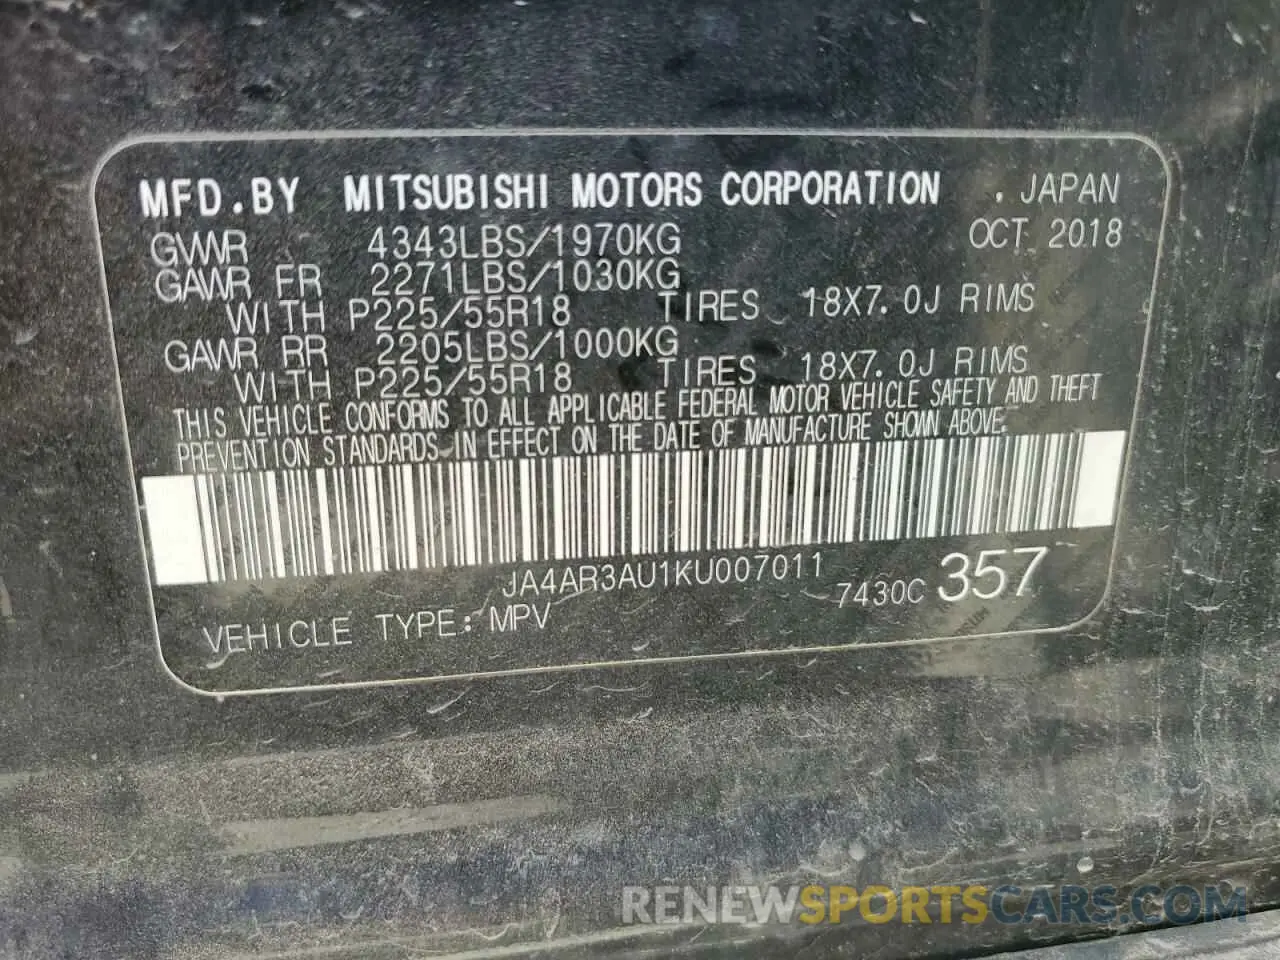 MFD.BY MITSUBISHI MOTORS CORPORATION . JAPAN
GVWR 4343LBS/1970KG OCT 2018
GAWR FR 2271LBS/1030KG
WITH P225/55R18 TIRES 18X7.0J RIMS
GAWR RR 2205LBS/1000KG
WITH P225/55R18 TIRES 18X7.0J RIMS
THIS VEHICLE CONFORMS TO ALL APPLICABLE FEDERAL MOTOR VEHICLE SAFETY AND THEFT
PREVENTION STANDARDS IN EFFECT ON THE DATE OF MANUFACTURE SHOWN ABOVE.
JA4AR3AU1KU007011 7430C 357
VEHICLE TYPE: MPV
RENEWSPORTSCARS.COM